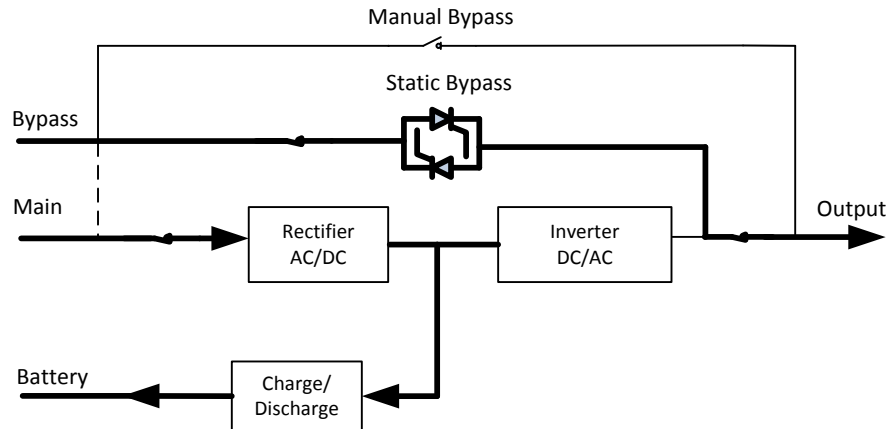 Manual Bypass
Static Bypass
Bypass
Main
Rectifier
AC/DC
Inverter
DC/AC
Output
Battery
Charge/
Discharge